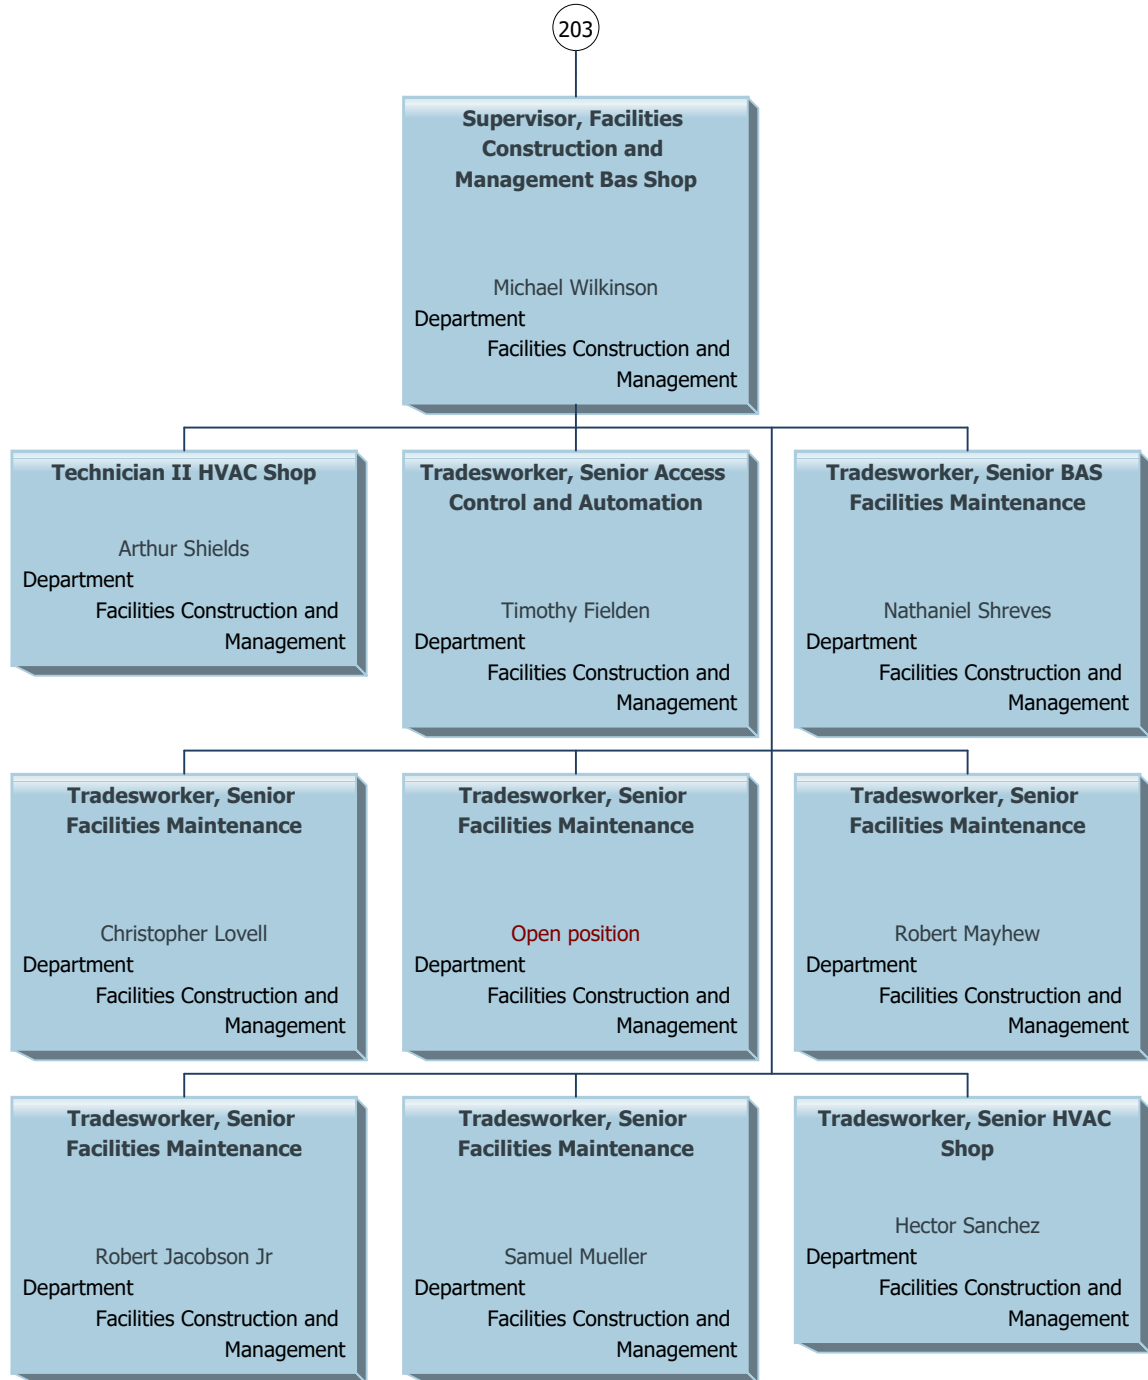 203
Supervisor, Facilities
Construction and
Management Bas Shop
Michael Wilkinson
Department
Facilities Construction and
Management
Technician II HVAC Shop
Arthur Shields
Department
Facilities Construction and
Management
Tradesworker, Senior Access
Control and Automation
Timothy Fielden
Department
Facilities Construction and
Management
Tradesworker, Senior BAS
Facilities Maintenance
Nathaniel Shreves
Department
Facilities Construction and
Management
Tradesworker, Senior
Facilities Maintenance
Christopher Lovell
Department
Facilities Construction and
Management
Tradesworker, Senior
Facilities Maintenance
Open position
Department
Facilities Construction and
Management
Tradesworker, Senior
Facilities Maintenance
Robert Mayhew
Department
Facilities Construction and
Management
Tradesworker, Senior
Facilities Maintenance
Robert Jacobson Jr
Department
Facilities Construction and
Management
Tradesworker, Senior
Facilities Maintenance
Samuel Mueller
Department
Facilities Construction and
Management
Tradesworker, Senior HVAC
Shop
Hector Sanchez
Department
Facilities Construction and
Management